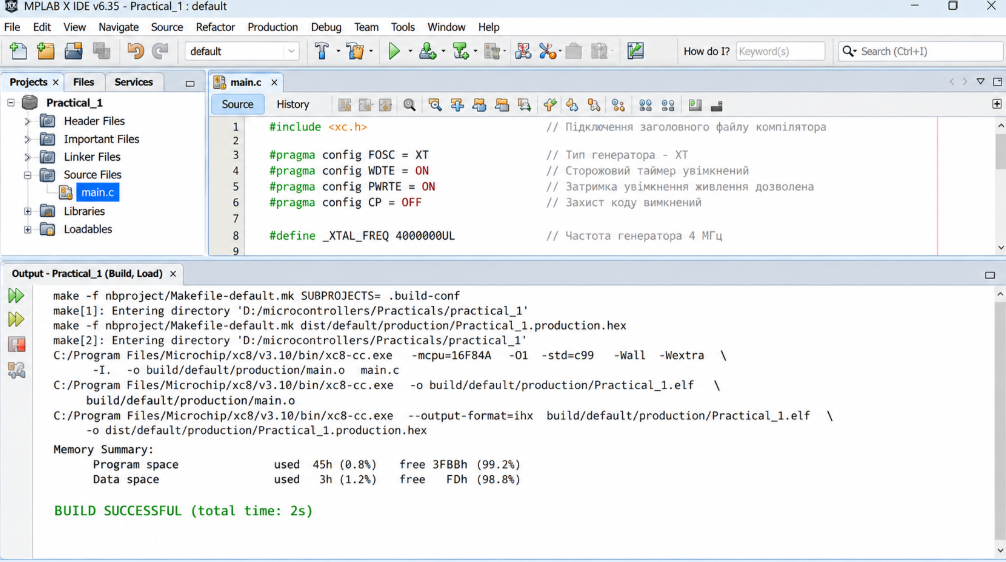 MPLAB X IDE v6.35 - Practical_1 : default
File Edit View Navigate Source Refactor Production Debug Team Tools Window Help
default How do I? Keyword(s) Search (Ctrl+I)
Projects × Files Services
main.c ×
Source History
Practical_1
Header Files
Important Files
Linker Files
Source Files
main.c
Libraries
Loadables
1 #include <xc.h> // Підключення заголовного файлу компілятора
2
3 #pragma config FOSC = XT // Тип генератора - XT
4 #pragma config WDTE = ON // Сторожовий таймер увімкнений
5 #pragma config PWRTE = ON // Затримка увімкнення живлення дозволена
6 #pragma config CP = OFF // Захист коду вимкнений
7
8 #define _XTAL_FREQ 4000000UL // Частота генератора 4 МГц
9
Output - Practical_1 (Build, Load) ×
make -f nbproject/Makefile-default.mk SUBPROJECTS= .build-conf
make[1]: Entering directory 'D:/microcontrollers/Practicals/practical_1'
make -f nbproject/Makefile-default.mk dist/default/production/Practical_1.production.hex
make[2]: Entering directory 'D:/microcontrollers/Practicals/practical_1'
C:/Program Files/Microchip/xc8/v3.10/bin/xc8-cc.exe -mcpu=16F84A -O1 -std=c99 -Wall -Wextra \
-I. -o build/default/production/main.o main.c
C:/Program Files/Microchip/xc8/v3.10/bin/xc8-cc.exe -o build/default/production/Practical_1.elf \
build/default/production/main.o
C:/Program Files/Microchip/xc8/v3.10/bin/xc8-cc.exe --output-format=ihx build/default/production/Practical_1.elf \
-o dist/default/production/Practical_1.production.hex
Memory Summary:
Program space used 45h (0.8%) free 3FBBh (99.2%)
Data space used 3h (1.2%) free FDh (98.8%)
BUILD SUCCESSFUL (total time: 2s)